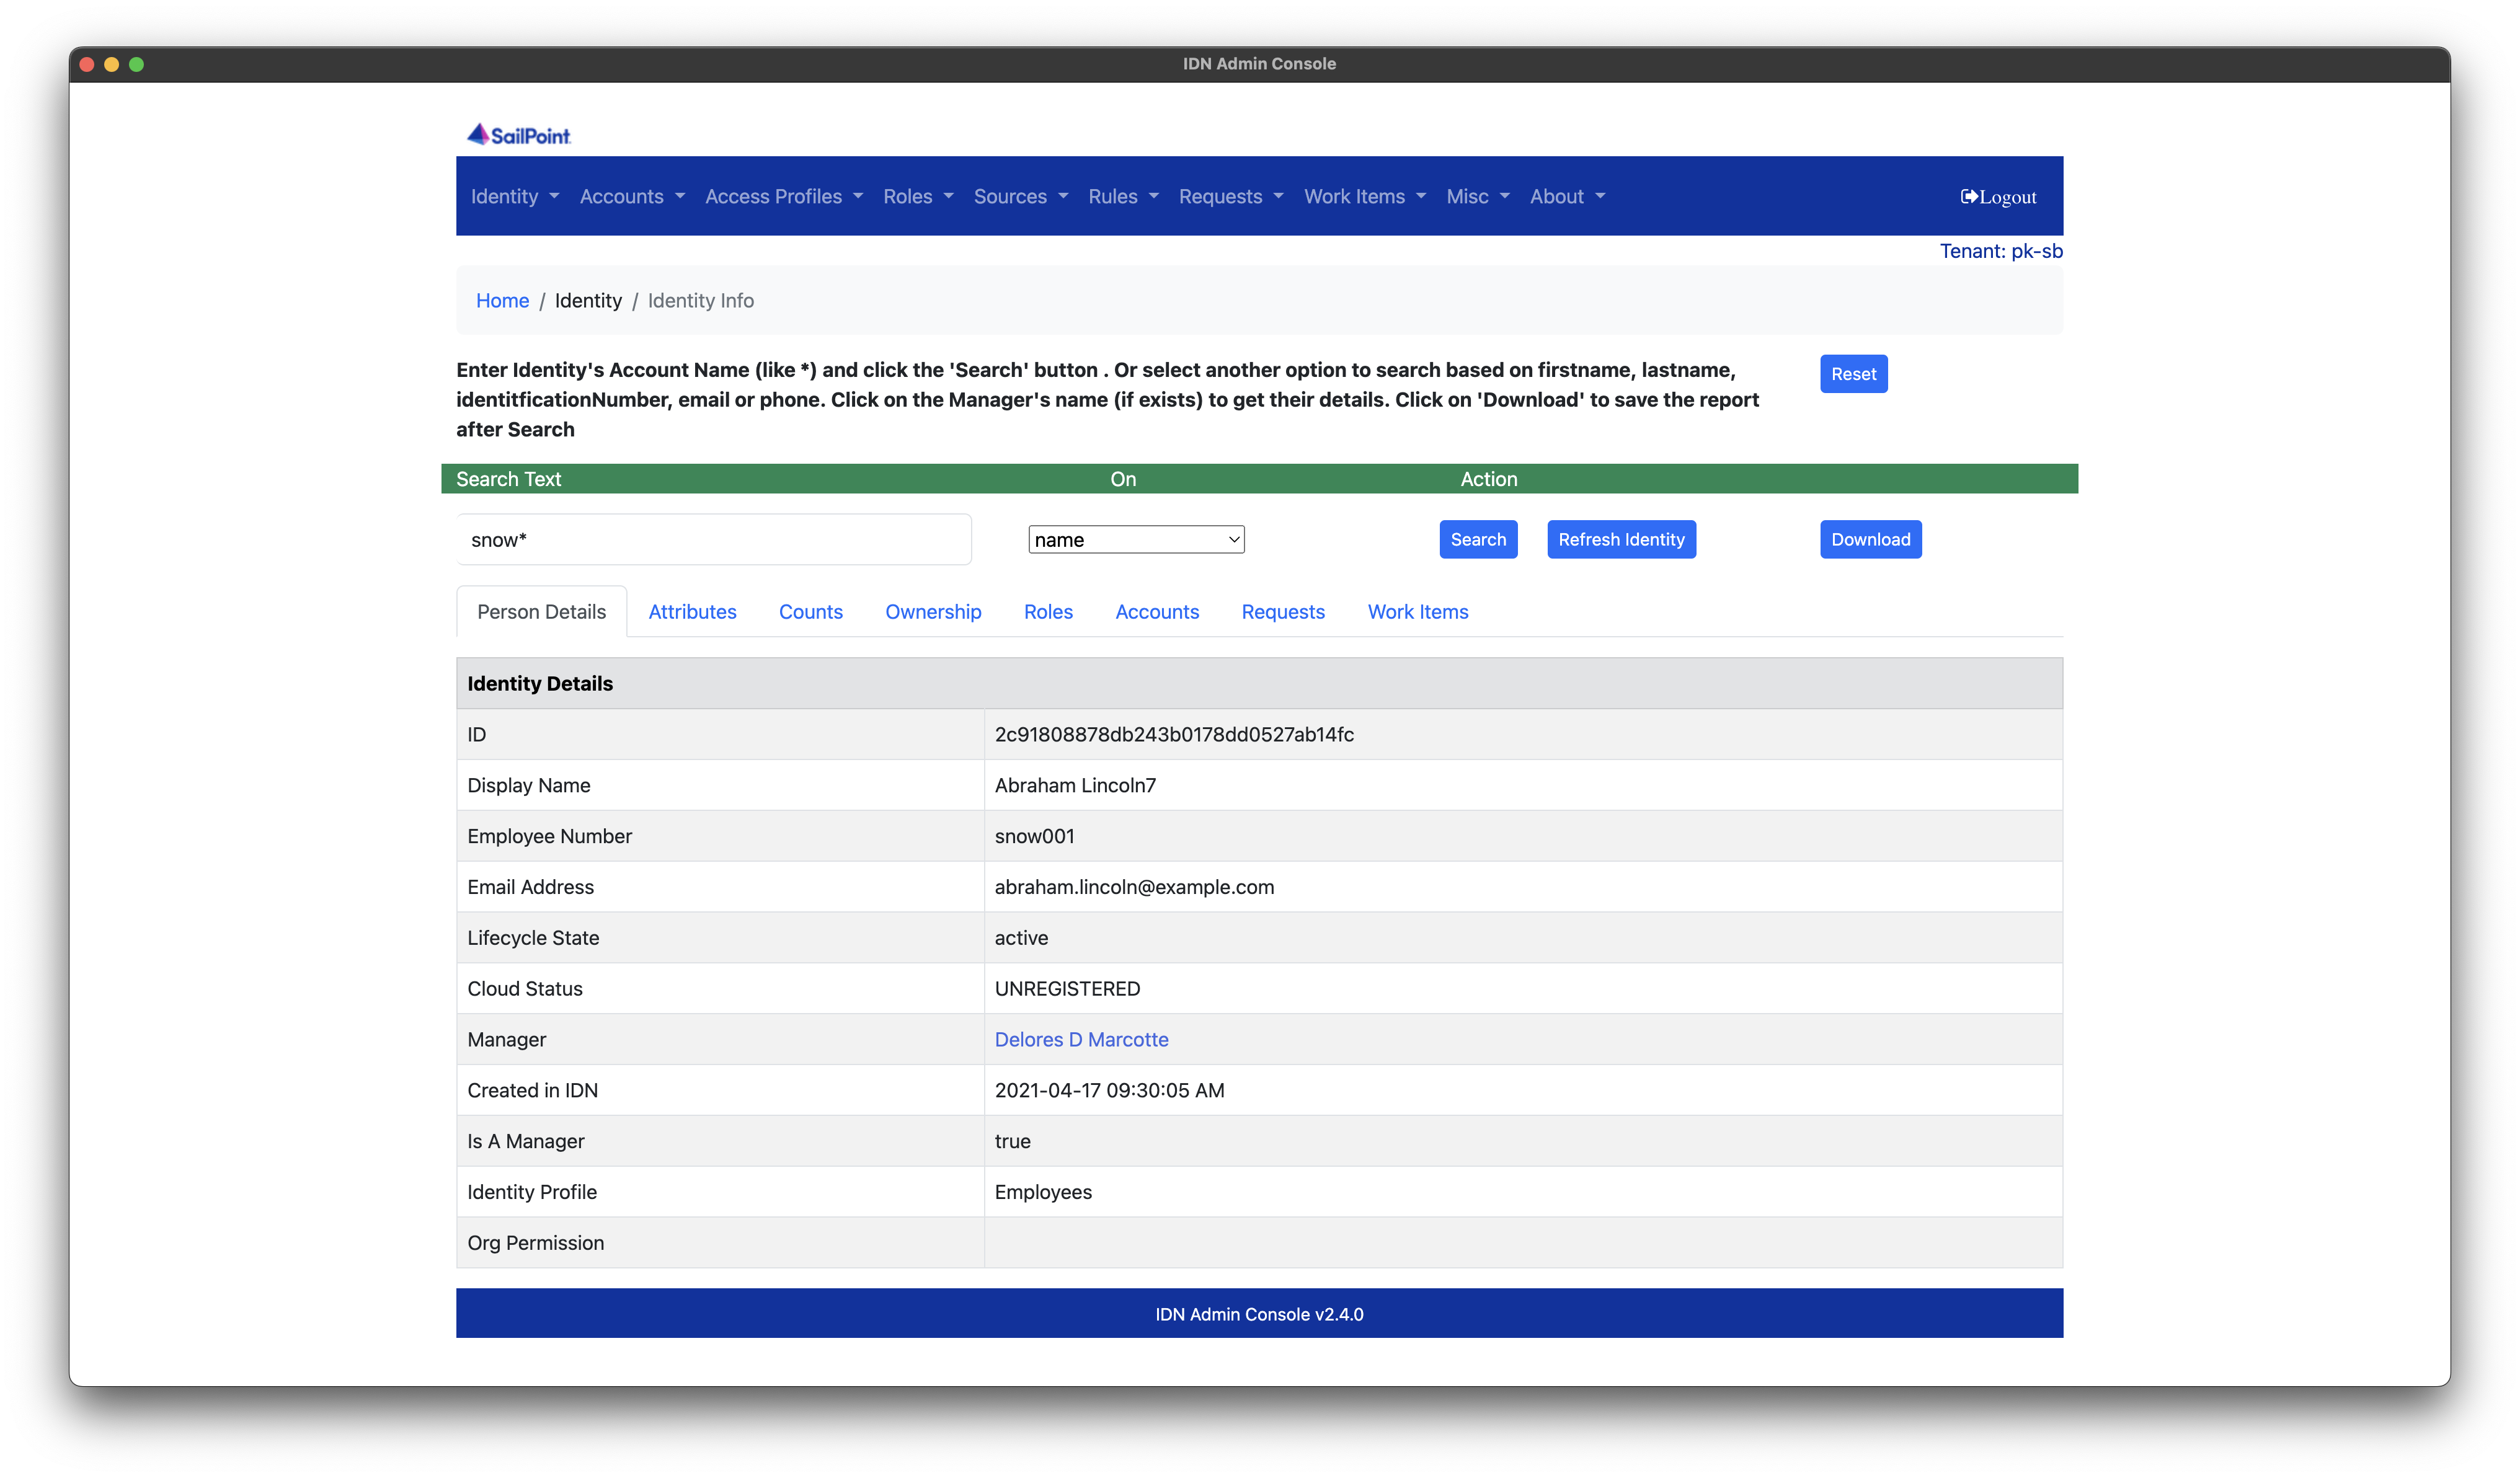 IDN Admin Console
SailPoint
Identity Accounts Access Profiles Roles Sources Rules Requests Work Items Misc About Logout
Tenant: pk-sb
Home / Identity / Identity Info
Enter Identity's Account Name (like *) and click the 'Search' button . Or select another option to search based on firstname, lastname,
identitficationNumber, email or phone. Click on the Manager's name (if exists) to get their details. Click on 'Download' to save the report
after Search
Reset
Search Text On Action
snow* name Search Refresh Identity Download
Person Details Attributes Counts Ownership Roles Accounts Requests Work Items
Identity Details
ID 2c91808878db243b0178dd0527ab14fc
Display Name Abraham Lincoln7
Employee Number snow001
Email Address abraham.lincoln@example.com
Lifecycle State active
Cloud Status UNREGISTERED
Manager Delores D Marcotte
Created in IDN 2021-04-17 09:30:05 AM
Is A Manager true
Identity Profile Employees
Org Permission
IDN Admin Console v2.4.0